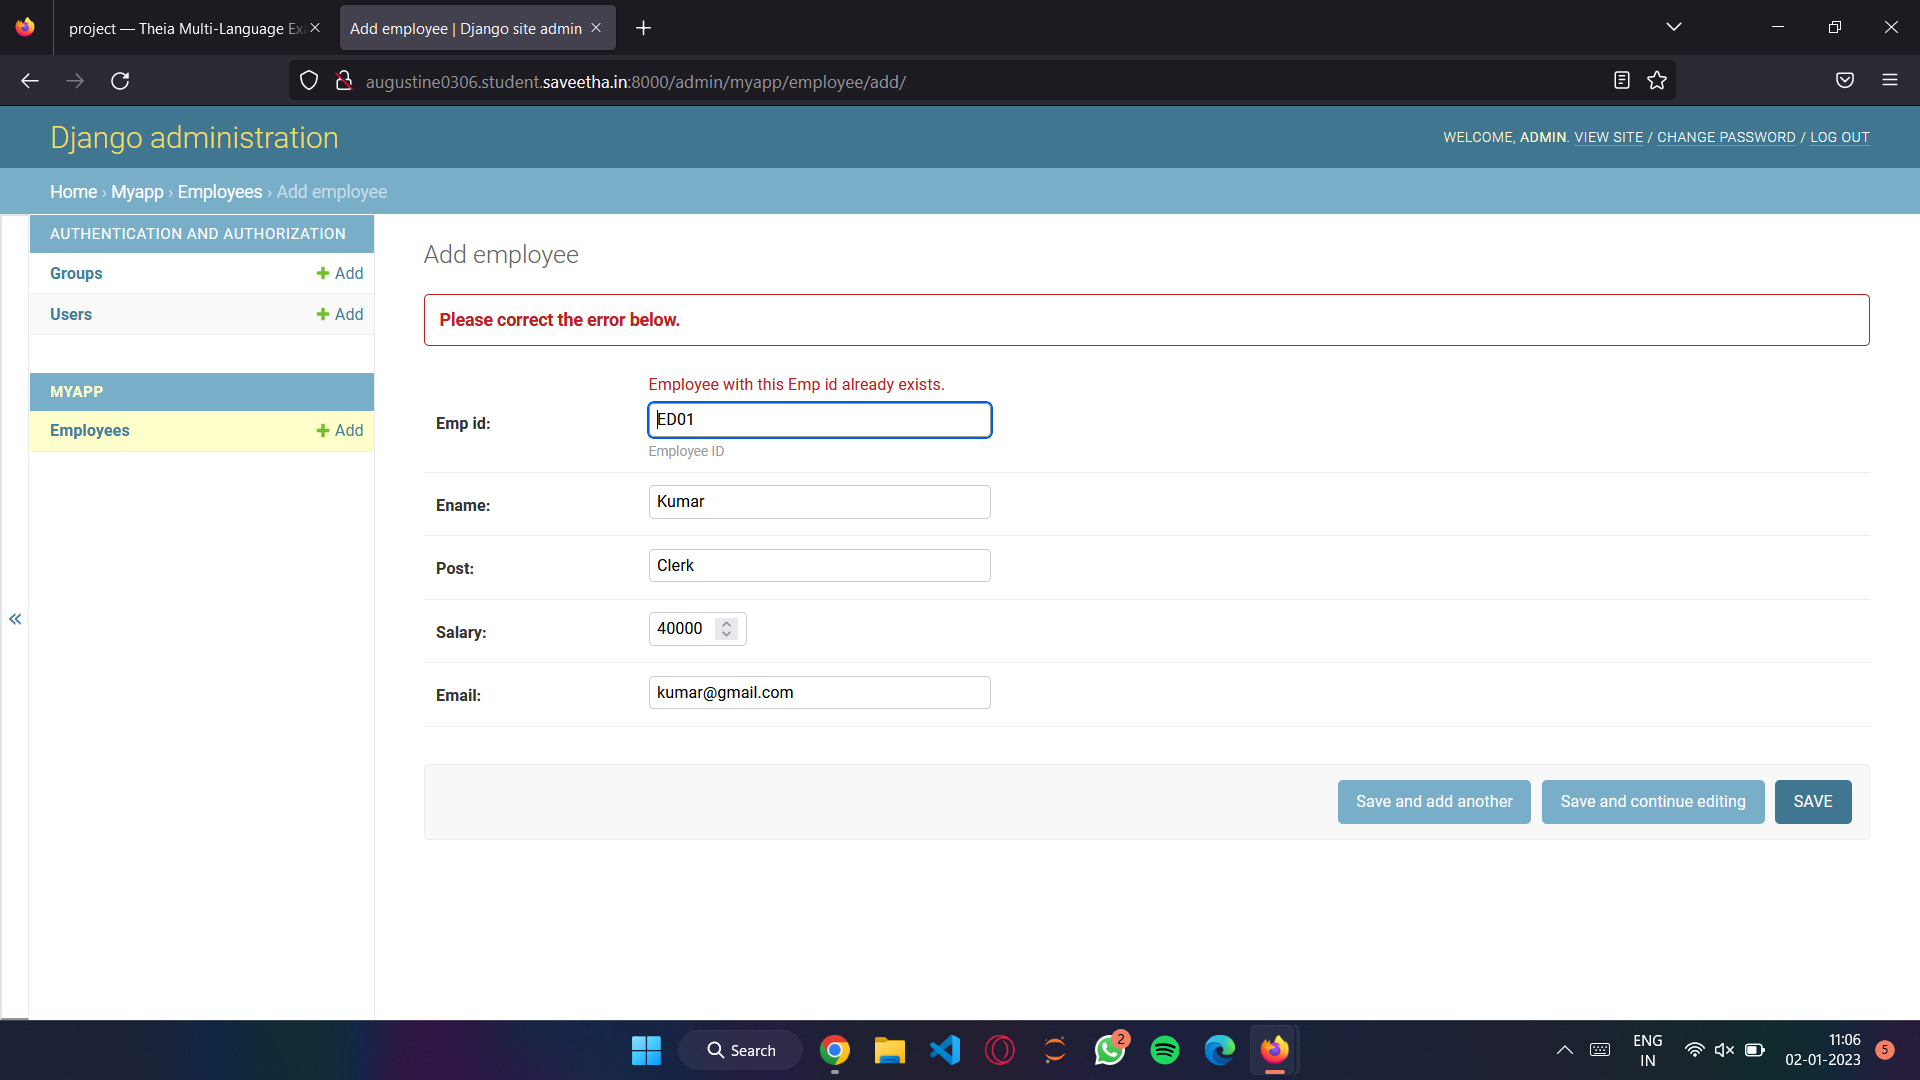 project — Theia Multi-Language Ex
Add employee | Django site admin
augustine0306.student.saveetha.in:8000/admin/myapp/employee/add/
Django administration
WELCOME, ADMIN. VIEW SITE / CHANGE PASSWORD / LOG OUT
Home › Myapp › Employees › Add employee
AUTHENTICATION AND AUTHORIZATION
Groups + Add
Users + Add
MYAPP
Employees + Add
«
Add employee
Please correct the error below.
Employee with this Emp id already exists.
Emp id: ED01
Employee ID
Ename: Kumar
Post: Clerk
Salary: 40000
Email: kumar@gmail.com
Save and add another
Save and continue editing
SAVE
Search
2
ENG
IN
11:06
02-01-2023
5